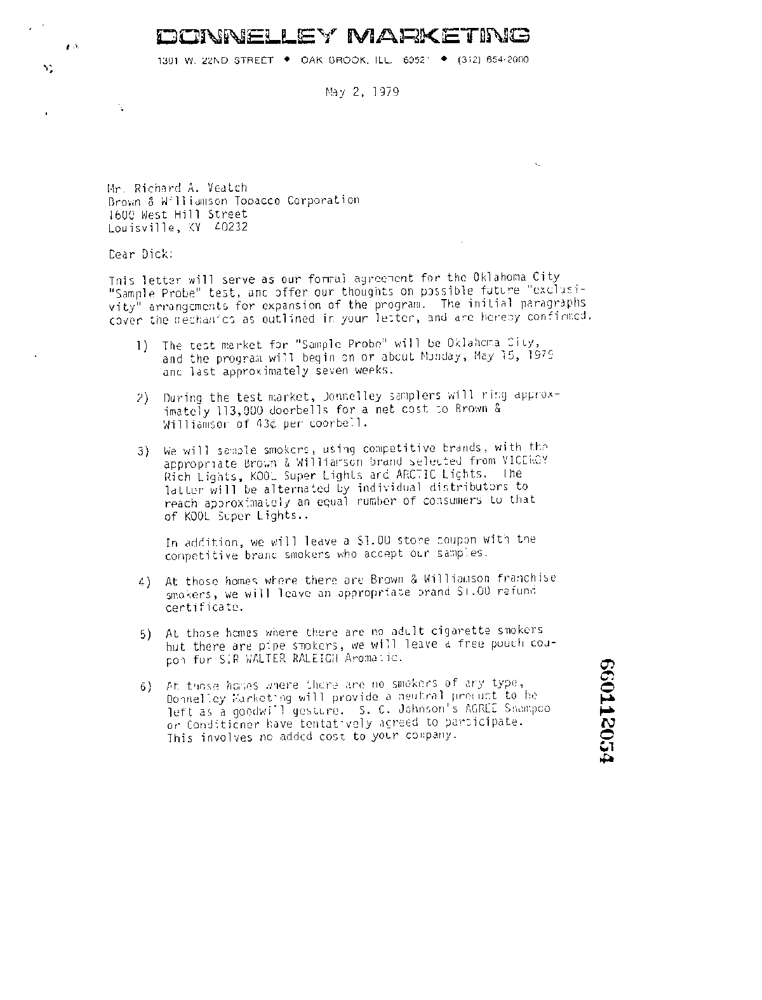 DONNELLEY MARKETING
1301 W. 22ND STREET ♦ OAK BROOK, ILL. 60521 ♦ (312) 654-2000
May 2, 1979
Mr. Richard A. Veatch
Brown & Williamson Tobacco Corporation
1600 West Hill Street
Louisville, KY 40232
Dear Dick:
This letter will serve as our formal agreement for the Oklahoma City
"Sample Probe" test, and offer our thoughts on possible future "exclusi-
vity" arrangements for expansion of the program. The initial paragraphs
cover the mechanics as outlined in your letter, and are hereby confirmed.
1) The test market for "Sample Probe" will be Oklahoma City,
and the program will begin on or about Monday, May 15, 1979
and last approximately seven weeks.
2) During the test market, Donnelley samplers will ring approx-
imately 113,000 doorbells for a net cost to Brown &
Williamson of 43¢ per doorbell.
3) We will sample smokers, using competitive brands, with the
appropriate Brown & Williamson brand selected from VICEROY
Rich Lights, KOOL Super Lights and ARCTIC Lights. The
latter will be alternated by individual distributors to
reach approximately an equal number of consumers to that
of KOOL Super Lights..
In addition, we will leave a $1.00 store coupon with the
competitive brand smokers who accept our samples.
4) At those homes where there are Brown & Williamson franchise
smokers, we will leave an appropriate brand $1.00 refund
certificate.
5) At those homes where there are no adult cigarette smokers
but there are pipe smokers, we will leave a free pouch cou-
pon for SIR WALTER RALEIGH Aromatic.
6) At those homes where there are no smokers of any type,
Donnelley Marketing will provide a neutral product to be
left as a goodwill gesture. S. C. Johnson's AGREE Shampoo
or Conditioner have tentatively agreed to participate.
This involves no added cost to your company.
660112054